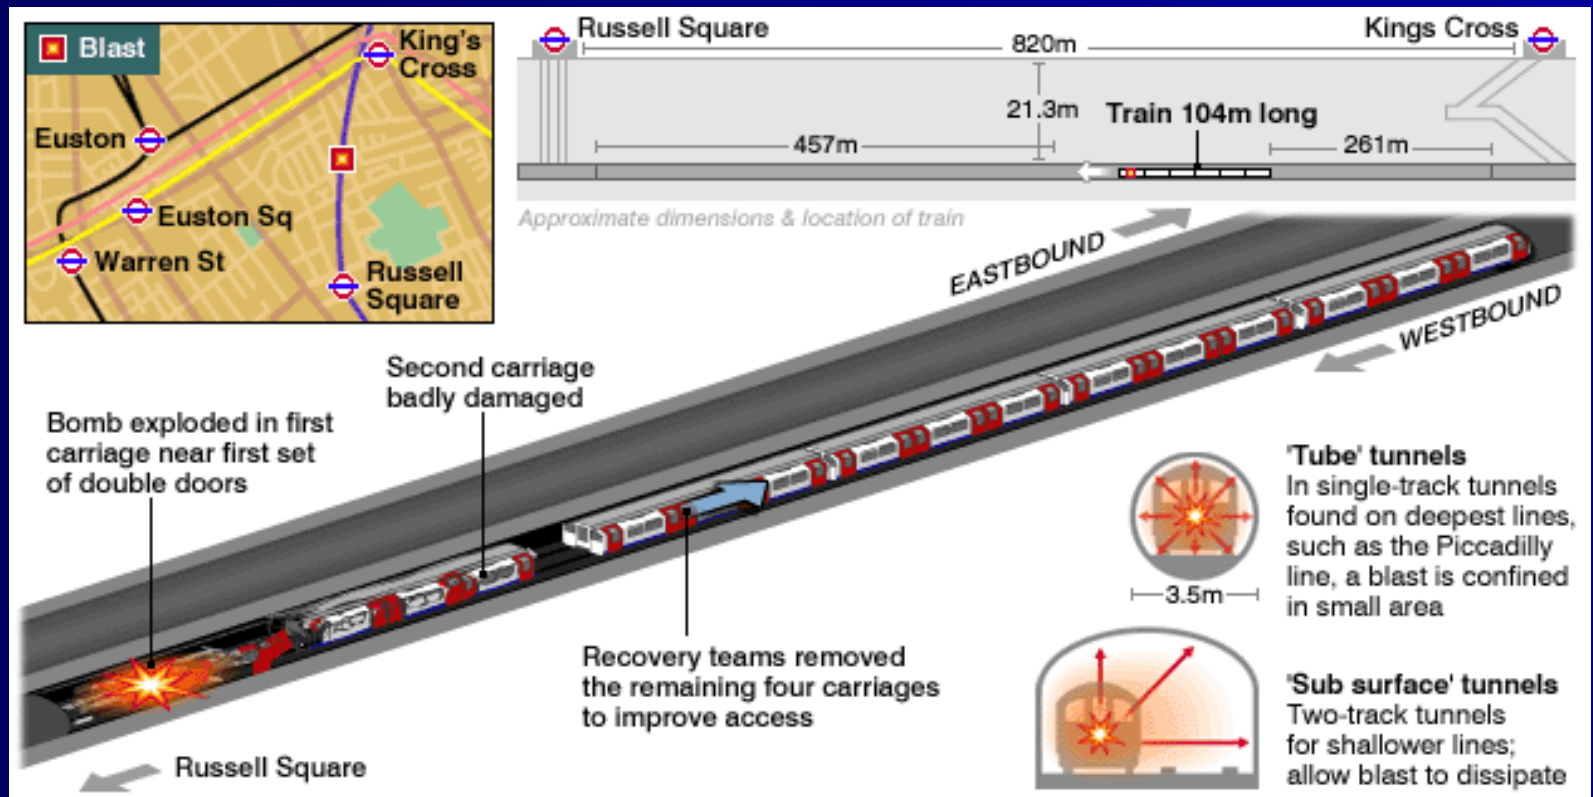 Blast
King's
Cross
Euston
Euston Sq
Warren St
Russell
Square
Russell Square
Kings Cross
820m
21.3m
Train 104m long
457m
261m
Approximate dimensions & location of train
EASTBOUND
WESTBOUND
Second carriage
badly damaged
Bomb exploded in first
carriage near first set
of double doors
Recovery teams removed
the remaining four carriages
to improve access
Russell Square
'Tube' tunnels
In single-track tunnels
found on deepest lines,
such as the Piccadilly
line, a blast is confined
in small area
3.5m
'Sub surface' tunnels
Two-track tunnels
for shallower lines;
allow blast to dissipate